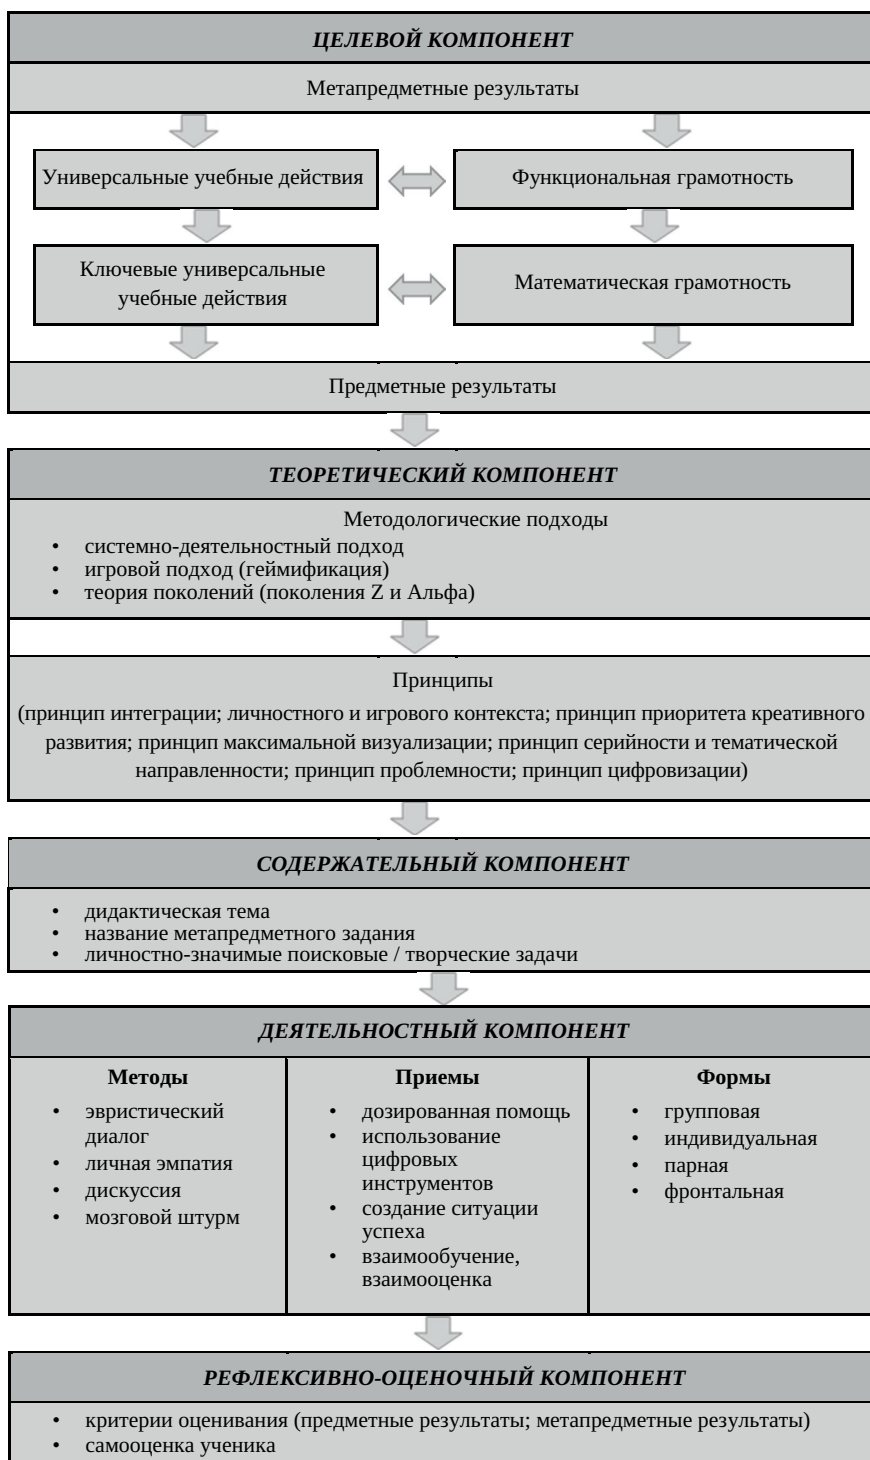 ЦЕЛЕВОЙ КОМПОНЕНТ
Метапредметные результаты
Универсальные учебные действия
Функциональная грамотность
Ключевые универсальные
учебные действия
Математическая грамотность
Предметные результаты
ТЕОРЕТИЧЕСКИЙ КОМПОНЕНТ
Методологические подходы
• системно-деятельностный подход
• игровой подход (геймификация)
• теория поколений (поколения Z и Альфа)
Принципы
(принцип интеграции; личностного и игрового контекста; принцип приоритета креативного
развития; принцип максимальной визуализации; принцип серийности и тематической
направленности; принцип проблемности; принцип цифровизации)
СОДЕРЖАТЕЛЬНЫЙ КОМПОНЕНТ
• дидактическая тема
• название метапредметного задания
• личностно-значимые поисковые / творческие задачи
ДЕЯТЕЛЬНОСТНЫЙ КОМПОНЕНТ
Методы
• эвристический
диалог
• личная эмпатия
• дискуссия
• мозговой штурм
Приемы
• дозированная помощь
• использование
цифровых
инструментов
• создание ситуации
успеха
• взаимообучение,
взаимооценка
Формы
• групповая
• индивидуальная
• парная
• фронтальная
РЕФЛЕКСИВНО-ОЦЕНОЧНЫЙ КОМПОНЕНТ
• критерии оценивания (предметные результаты; метапредметные результаты)
• самооценка ученика